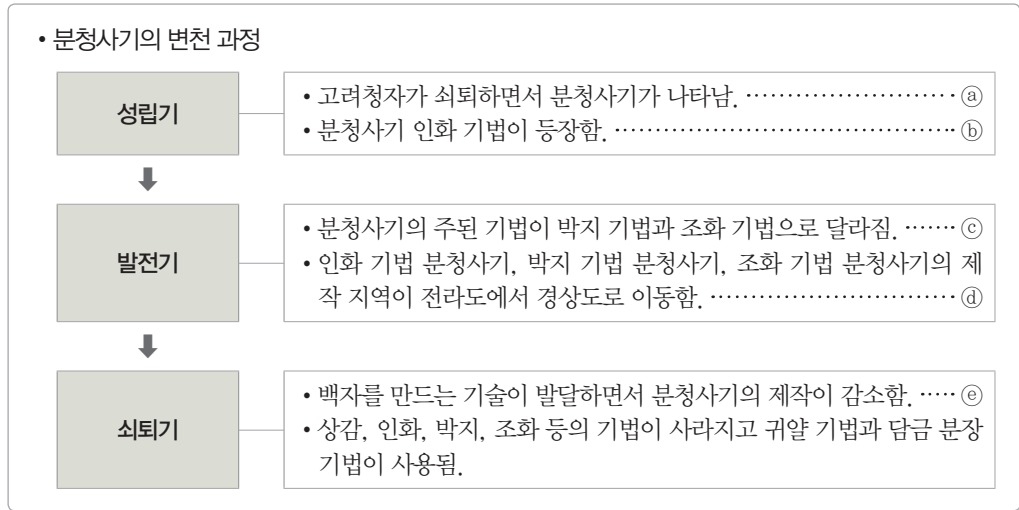 • 분청사기의 변천 과정
성립기
• 고려청자가 쇠퇴하면서 분청사기가 나타남. ························ ⓐ
• 분청사기 인화 기법이 등장함. ······································· ⓑ
발전기
• 분청사기의 주된 기법이 박지 기법과 조화 기법으로 달라짐. ······· ⓒ
• 인화 기법 분청사기, 박지 기법 분청사기, 조화 기법 분청사기의 제
작 지역이 전라도에서 경상도로 이동함. ···························· ⓓ
쇠퇴기
• 백자를 만드는 기술이 발달하면서 분청사기의 제작이 감소함. ····· ⓔ
• 상감, 인화, 박지, 조화 등의 기법이 사라지고 귀얄 기법과 담금 분장
기법이 사용됨.